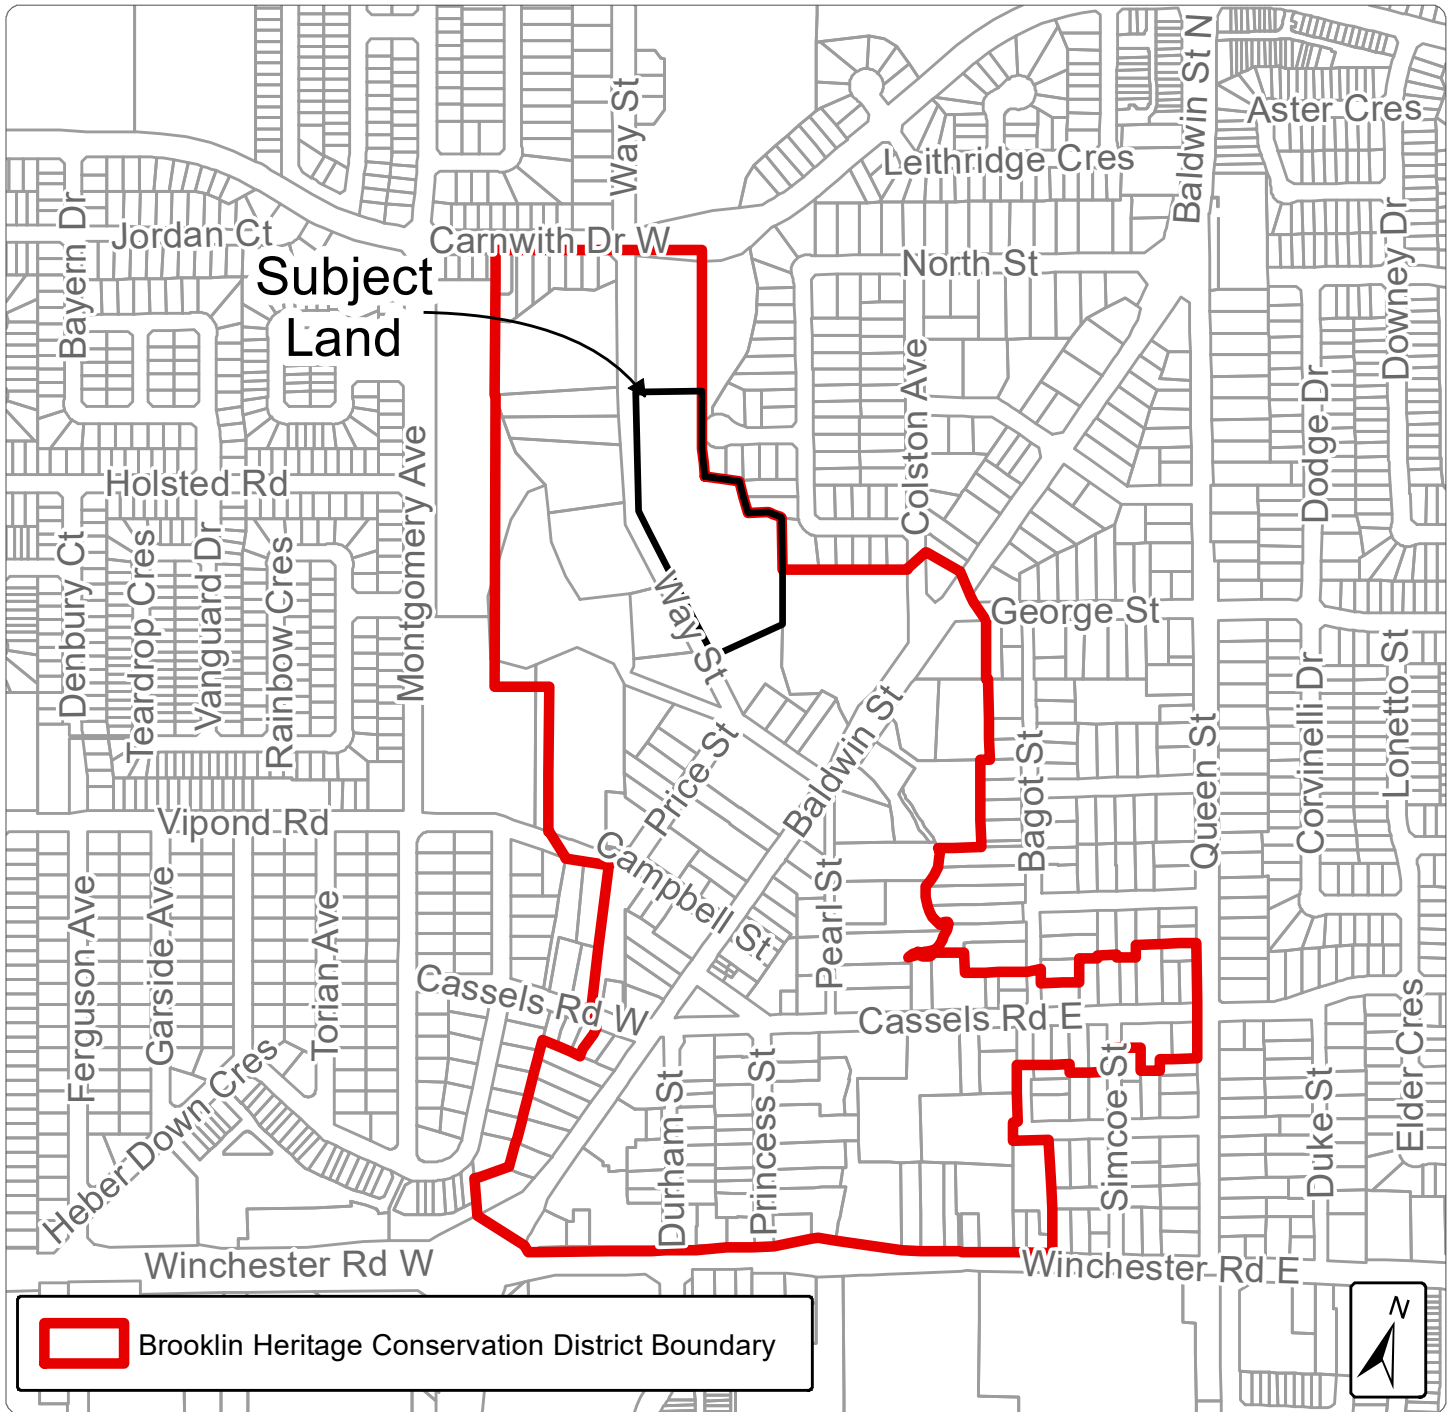 Way St
Baldwin St N
Aster Cres
Leithridge Cres
Bayern Dr
Jordan Ct
Carnwith Dr W
North St
Downey Dr
Subject
Land
Colston Ave
Dodge Dr
Montgomery Ave
Holsted Rd
Denbury Ct
Teardrop Cres
Vanguard Dr
Rainbow Cres
Way St
George St
Corvinelli Dr
Lonetto St
Price St
Baldwin St
Bagot St
Queen St
Vipond Rd
Campbell St.
Pearl St
Ferguson Ave
Garside Ave
Torian Ave
Cassels Rd W
Cassels Rd E
Elder Cres
Heber Down Cres
Durham St
Princess St
Simcoe St
Duke St
Winchester Rd W
Winchester Rd E
Brooklin Heritage Conservation District Boundary
N